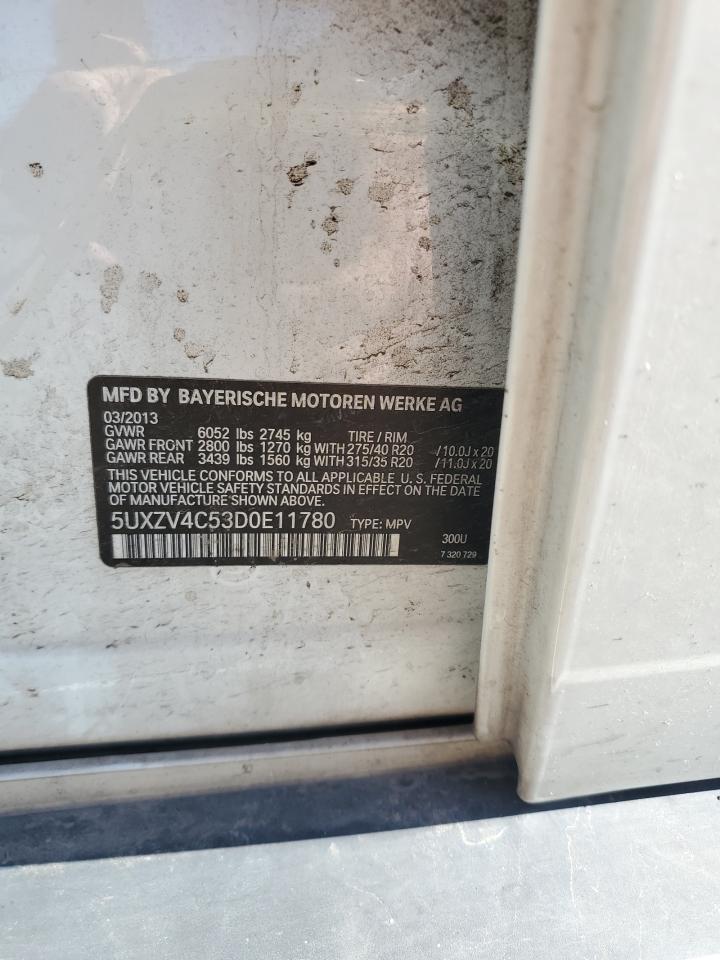 MFD BY BAYERISCHE MOTOREN WERKE AG
03/2013
GVWR 6052 lbs 2745 kg TIRE / RIM
GAWR FRONT 2800 lbs 1270 kg WITH 275/40 R20 /10.0J x 20
GAWR REAR 3439 lbs 1560 kg WITH 315/35 R20 /11.0J x 20
THIS VEHICLE CONFORMS TO ALL APPLICABLE U. S. FEDERAL
MOTOR VEHICLE SAFETY STANDARDS IN EFFECT ON THE
DATE OF MANUFACTURE SHOWN ABOVE.
5UXZV4C53D0E11780 TYPE: MPV
300U
7 320 729